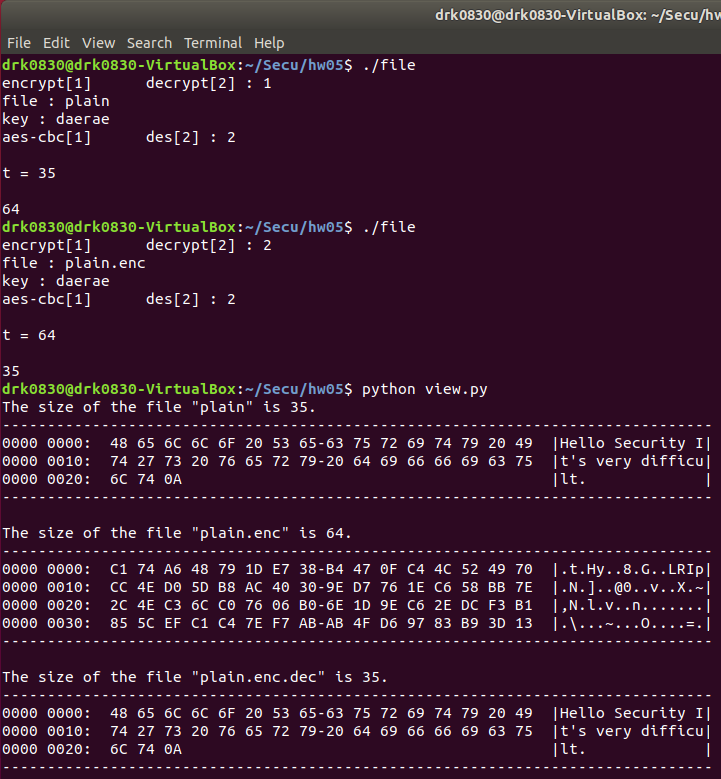 drk0830@drk0830-VirtualBox: ~/Secu/hw
File Edit View Search Terminal Help
drk0830@drk0830-VirtualBox:~/Secu/hw05$ ./file
encrypt[1]      decrypt[2] : 1
file : plain
key : daerae
aes-cbc[1]      des[2] : 2
t = 35
64
drk0830@drk0830-VirtualBox:~/Secu/hw05$ ./file
encrypt[1]      decrypt[2] : 2
file : plain.enc
key : daerae
aes-cbc[1]      des[2] : 2
t = 64
35
drk0830@drk0830-VirtualBox:~/Secu/hw05$ python view.py
The size of the file "plain" is 35.
-------------------------------------------------------------------------------
0000 0000:  48 65 6C 6C 6F 20 53 65-63 75 72 69 74 79 20 49  |Hello Security I|
0000 0010:  74 27 73 20 76 65 72 79-20 64 69 66 66 69 63 75  |t's very difficu|
0000 0020:  6C 74 0A                                         |lt.             |
-------------------------------------------------------------------------------
The size of the file "plain.enc" is 64.
-------------------------------------------------------------------------------
0000 0000:  C1 74 A6 48 79 1D E7 38-B4 47 0F C4 4C 52 49 70  |.t.Hy..8.G..LRIp|
0000 0010:  CC 4E D0 5D B8 AC 40 30-9E D7 76 1E C6 58 BB 7E  |.N.]..@0..v..X.~|
0000 0020:  2C 4E C3 6C C0 76 06 B0-6E 1D 9E C6 2E DC F3 B1  |,N.l.v..n.......|
0000 0030:  85 5C EF C1 C4 7E F7 AB-AB 4F D6 97 83 B9 3D 13  |.\...~...O....=.|
-------------------------------------------------------------------------------
The size of the file "plain.enc.dec" is 35.
-------------------------------------------------------------------------------
0000 0000:  48 65 6C 6C 6F 20 53 65-63 75 72 69 74 79 20 49  |Hello Security I|
0000 0010:  74 27 73 20 76 65 72 79-20 64 69 66 66 69 63 75  |t's very difficu|
0000 0020:  6C 74 0A                                         |lt.             |
-------------------------------------------------------------------------------